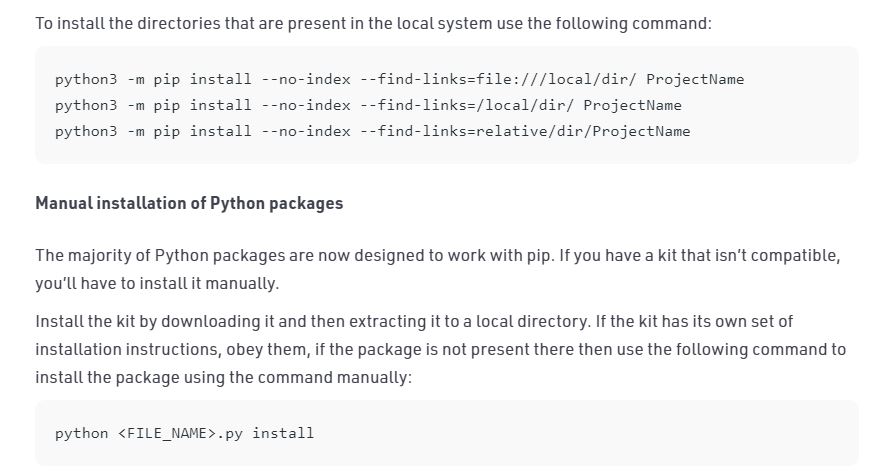 To install the directories that are present in the local system use the following command:
python3 -m pip install --no-index --find-links=file:///local/dir/ ProjectName
python3 -m pip install --no-index --find-links=/local/dir/ ProjectName
python3 -m pip install --no-index --find-links=relative/dir/ProjectName
Manual installation of Python packages
The majority of Python packages are now designed to work with pip. If you have a kit that isn't compatible,
you'll have to install it manually.
Install the kit by downloading it and then extracting it to a local directory. If the kit has its own set of
installation instructions, obey them, if the package is not present there then use the following command to
install the package using the command manually:
python <FILE_NAME>.py install